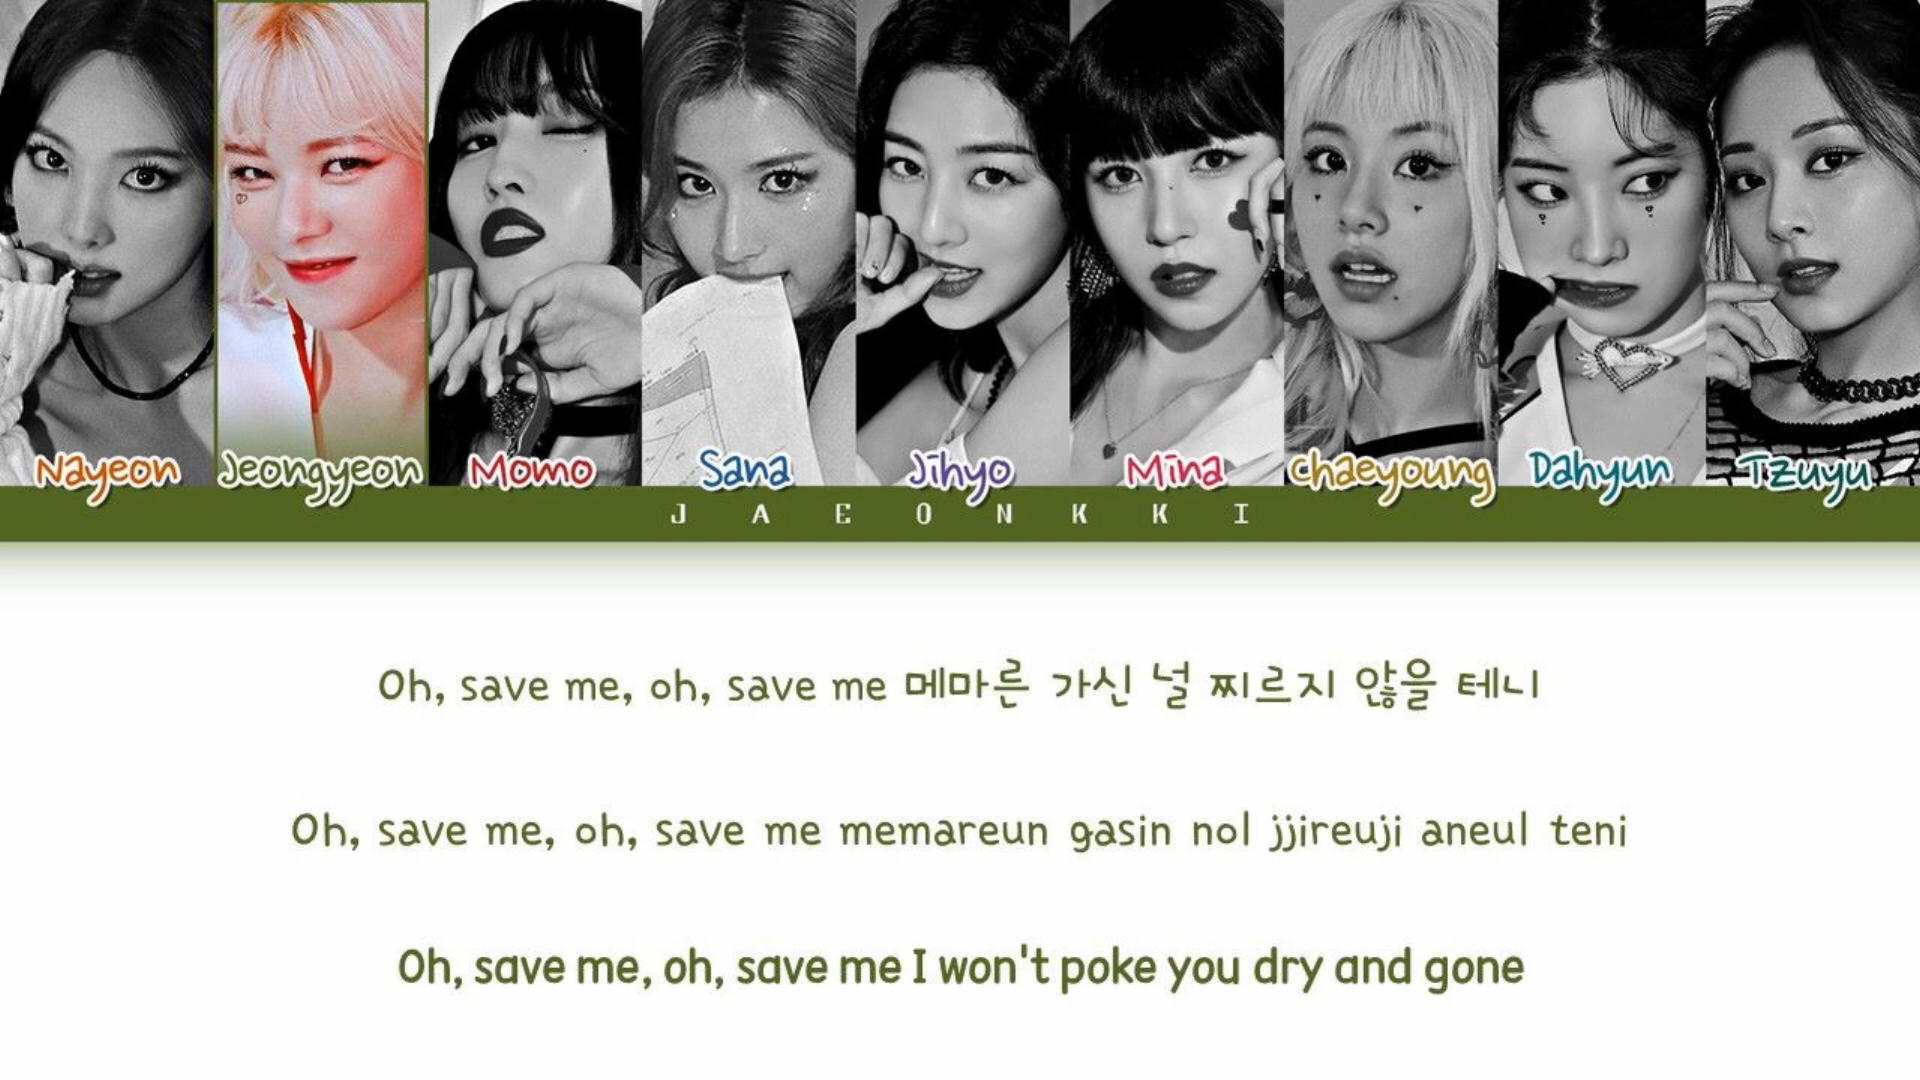 Nayeon Jeongyeon Momo Sana Jihyo Mina Chaeyoung Dahyun Tzuyu
JAEONKKI
Oh, save me, oh, save me 메마른 가신 널 찌르지 않을 테니
Oh, save me, oh, save me memareun gasin nol jjireuji aneul teni
Oh, save me, oh, save me I won't poke you dry and gone